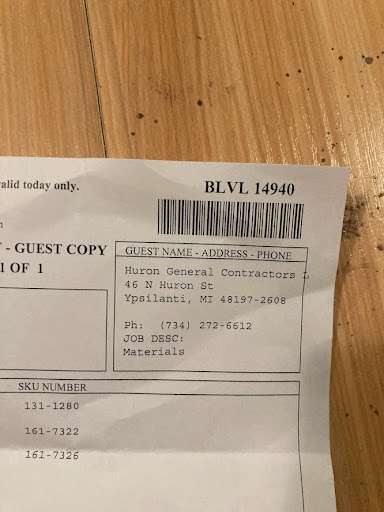 valid today only.
BLVL 14940
- GUEST COPY
1 OF 1
GUEST NAME - ADDRESS - PHONE
Huron General Contractors L
46 N Huron St
Ypsilanti, MI 48197-2608
Ph: (734) 272-6612
JOB DESC:
Materials
SKU NUMBER
131-1280
161-7322
161-7326